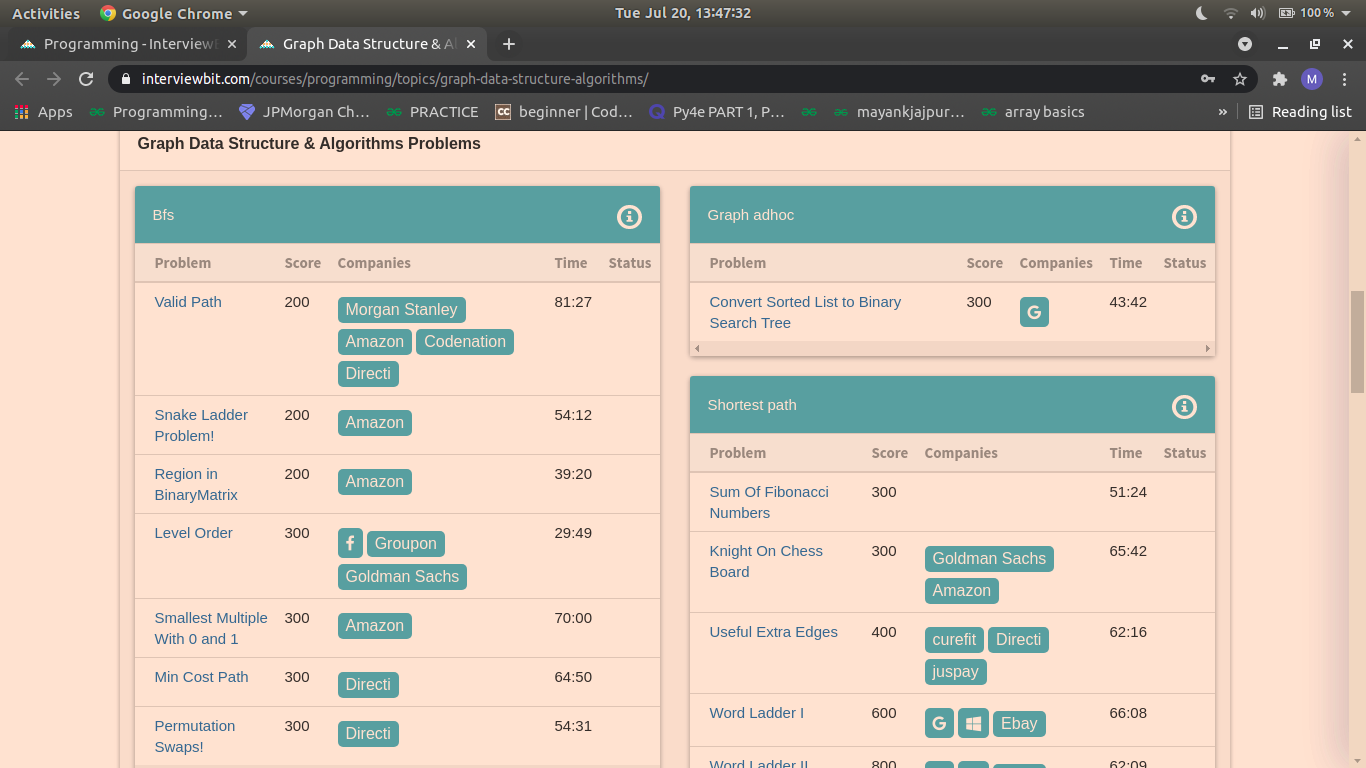 Activities Google Chrome Tue Jul 20, 13:47:32 100 %
Programming - Interview Graph Data Structure & Al
interviewbit.com/courses/programming/topics/graph-data-structure-algorithms/ M
Apps Programming… JPMorgan Ch… PRACTICE CC beginner | Cod… Py4e PART 1, P… mayankjajpur… array basics » Reading list
Graph Data Structure & Algorithms Problems
Bfs
Problem Score Companies Time Status
Valid Path 200 Morgan Stanley 81:27
Amazon Codenation
Directi
Snake Ladder 200 Amazon 54:12
Problem!
Region in 200 Amazon 39:20
BinaryMatrix
Level Order 300 f Groupon 29:49
Goldman Sachs
Smallest Multiple 300 Amazon 70:00
With 0 and 1
Min Cost Path 300 Directi 64:50
Permutation 300 Directi 54:31
Swaps!
Graph adhoc
Problem Score Companies Time Status
Convert Sorted List to Binary 300 G 43:42
Search Tree
Shortest path
Problem Score Companies Time Status
Sum Of Fibonacci 300 51:24
Numbers
Knight On Chess 300 Goldman Sachs 65:42
Board Amazon
Useful Extra Edges 400 curefit Directi 62:16
juspay
Word Ladder I 600 G Ebay 66:08
Word Ladder II 800 62:09